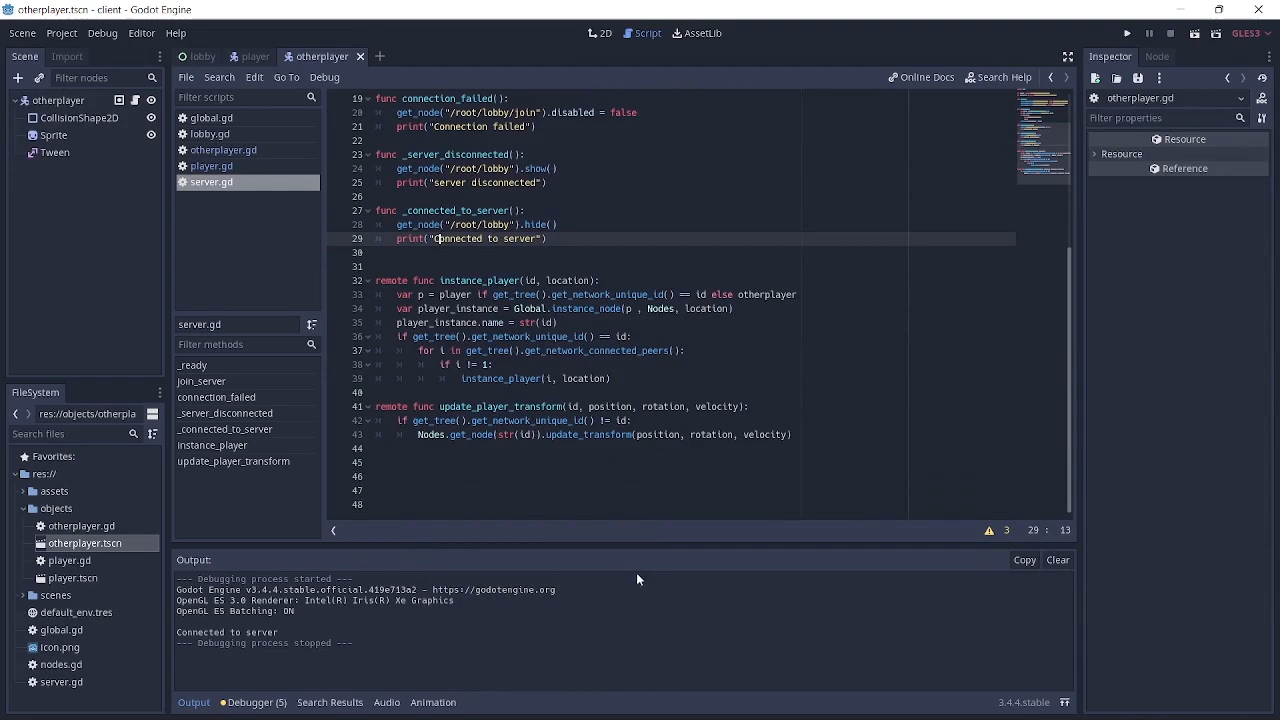 otherplayer.tscn - client - Godot Engine
Scene Project Debug Editor Help
2D Script AssetLib
GLES3
Scene Import
lobby player otherplayer
Inspector Node
Filter nodes
File Search Edit Go To Debug
Online Docs Search Help
otherplayer
CollisionShape2D
Sprite
Tween
Filter scripts
global.gd
lobby.gd
otherplayer.gd
player.gd
server.gd
server.gd
Filter methods
_ready
join_server
connection_failed
_server_disconnected
_connected_to_server
instance_player
update_player_transform
19 func connection_failed():
20 get_node("/root/lobby/join").disabled = false
21 print("Connection failed")
22
23 func _server_disconnected():
24 get_node("/root/lobby").show()
25 print("server disconnected")
26
27 func _connected_to_server():
28 get_node("/root/lobby").hide()
29 print("Connected to server")
30
31
32 remote func instance_player(id, location):
33 var p = player if get_tree().get_network_unique_id() == id else otherplayer
34 var player_instance = Global.instance_node(p , Nodes, location)
35 player_instance.name = str(id)
36 if get_tree().get_network_unique_id() == id:
37 for i in get_tree().get_network_connected_peers():
38 if i != 1:
39 instance_player(i, location)
40
41 remote func update_player_transform(id, position, rotation, velocity):
42 if get_tree().get_network_unique_id() != id:
43 Nodes.get_node(str(id)).update_transform(position, rotation, velocity)
44
45
46
47
48
3 29 : 13
otherplayer.gd
Filter properties
Resource
Resource
Reference
FileSystem
res://objects/otherpla
Search files
Favorites:
res://
assets
objects
otherplayer.gd
otherplayer.tscn
player.gd
player.tscn
scenes
default_env.tres
global.gd
icon.png
nodes.gd
server.gd
Output:
Copy Clear
--- Debugging process started ---
Godot Engine v3.4.4.stable.official.419e713a2 - https://godotengine.org
OpenGL ES 3.0 Renderer: Intel(R) Iris(R) Xe Graphics
OpenGL ES Batching: ON
Connected to server
--- Debugging process stopped ---
Output Debugger (5) Search Results Audio Animation
3.4.4.stable